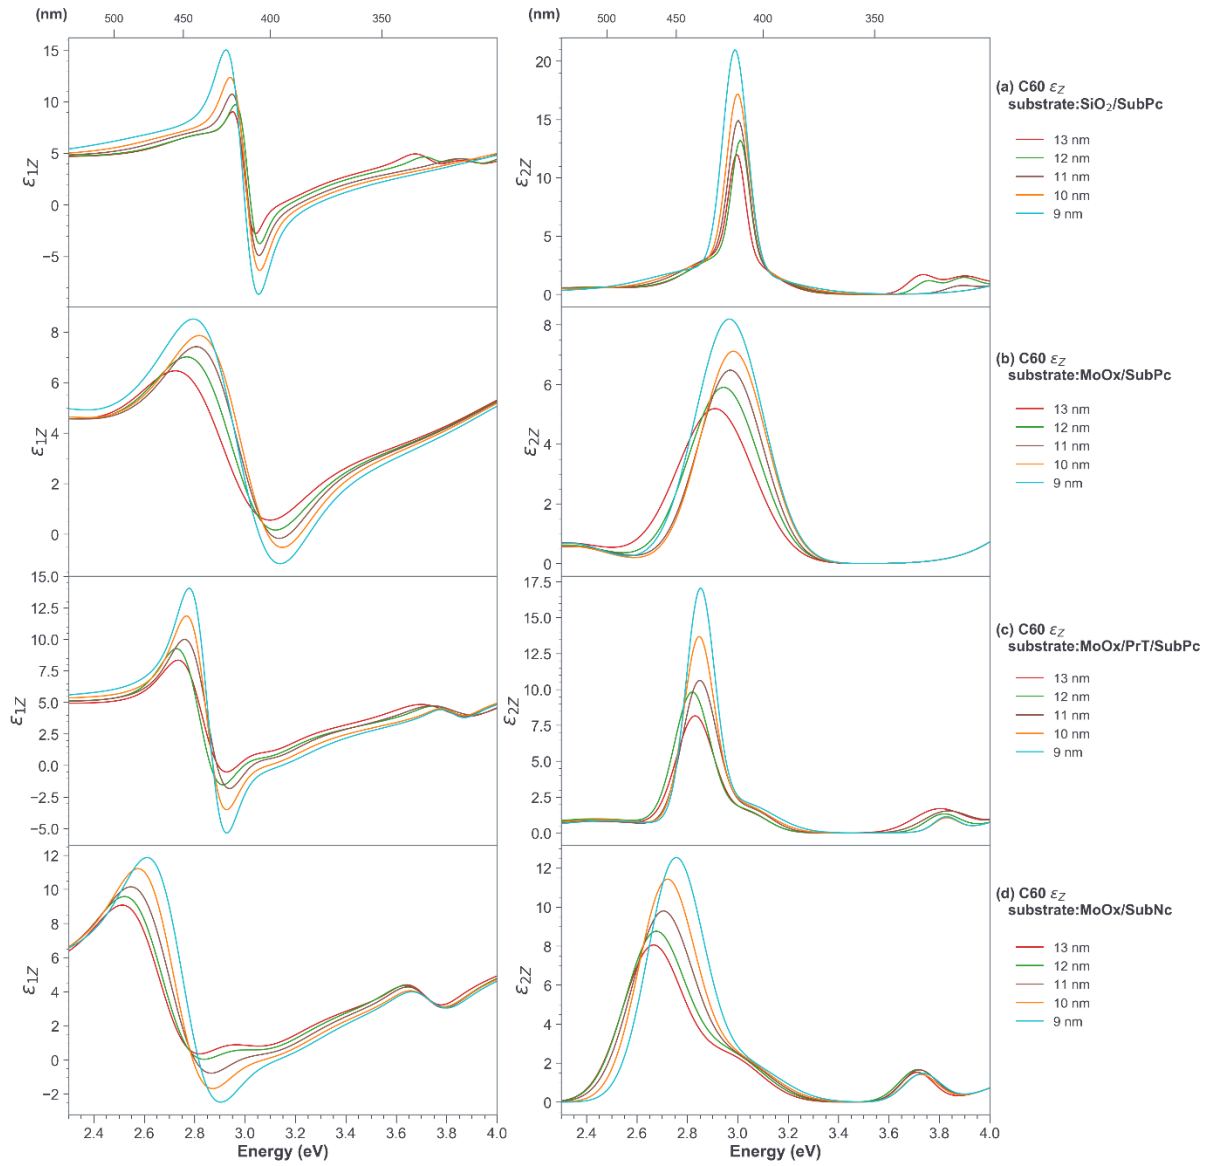 (nm) 500 450 400 350
500 450 400 350
15
10
5
0
−5
ε1Z
20
15
10
5
0
ε2Z
(a) C60 εZ
substrate:SiO2/SubPc
13 nm
12 nm
11 nm
10 nm
9 nm
8
6
4
2
0
ε1Z
8
6
4
2
0
ε2Z
(b) C60 εZ
substrate:MoOx/SubPc
13 nm
12 nm
11 nm
10 nm
9 nm
15.0
12.5
10.0
7.5
5.0
2.5
0.0
−2.5
−5.0
ε1Z
17.5
15.0
12.5
10.0
7.5
5.0
2.5
0.0
ε2Z
(c) C60 εZ
substrate:MoOx/PrT/SubPc
13 nm
12 nm
11 nm
10 nm
9 nm
12
10
8
6
4
2
0
−2
ε1Z
12
10
8
6
4
2
0
ε2Z
(d) C60 εZ
substrate:MoOx/SubNc
13 nm
12 nm
11 nm
10 nm
9 nm
2.4 2.6 2.8 3.0 3.2 3.4 3.6 3.8 4.0
Energy (eV)
2.4 2.6 2.8 3.0 3.2 3.4 3.6 3.8 4.0
Energy (eV)